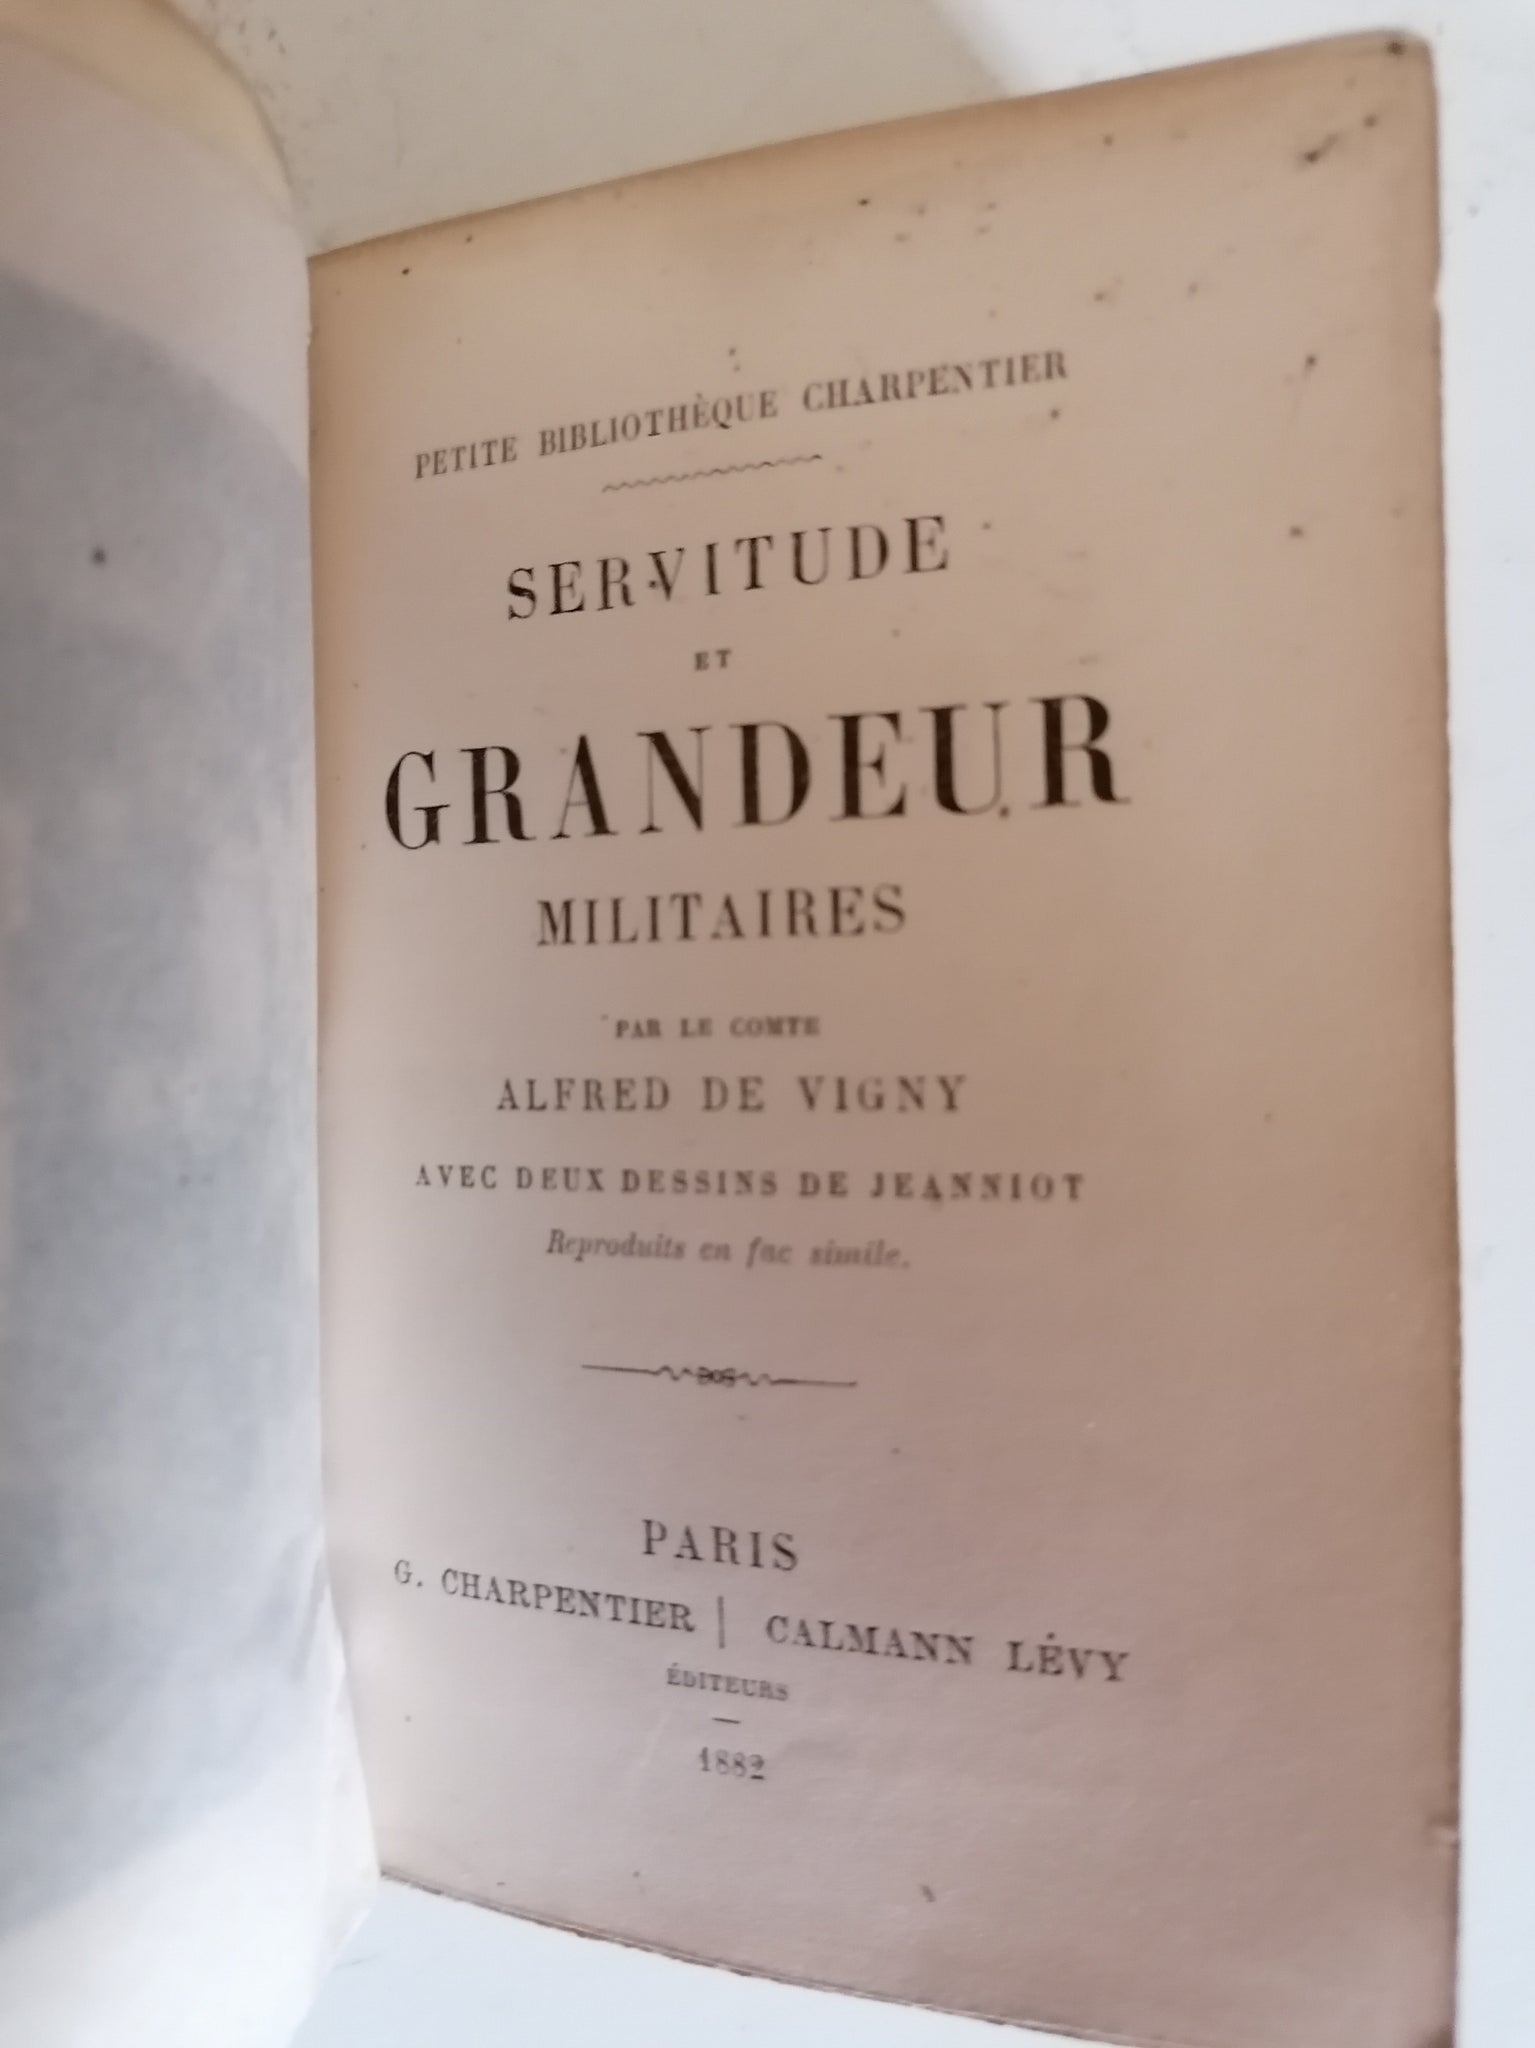 PETITE BIBLIOTHÈQUE CHARPENTIER
SERVITUDE
ET
GRANDEUR
MILITAIRES
PAR LE COMTE
ALFRED DE VIGNY
AVEC DEUX DESSINS DE JEANNIOT
Reproduits en fac simile.
PARIS
G. CHARPENTIER | CALMANN LÉVY
ÉDITEURS
1882